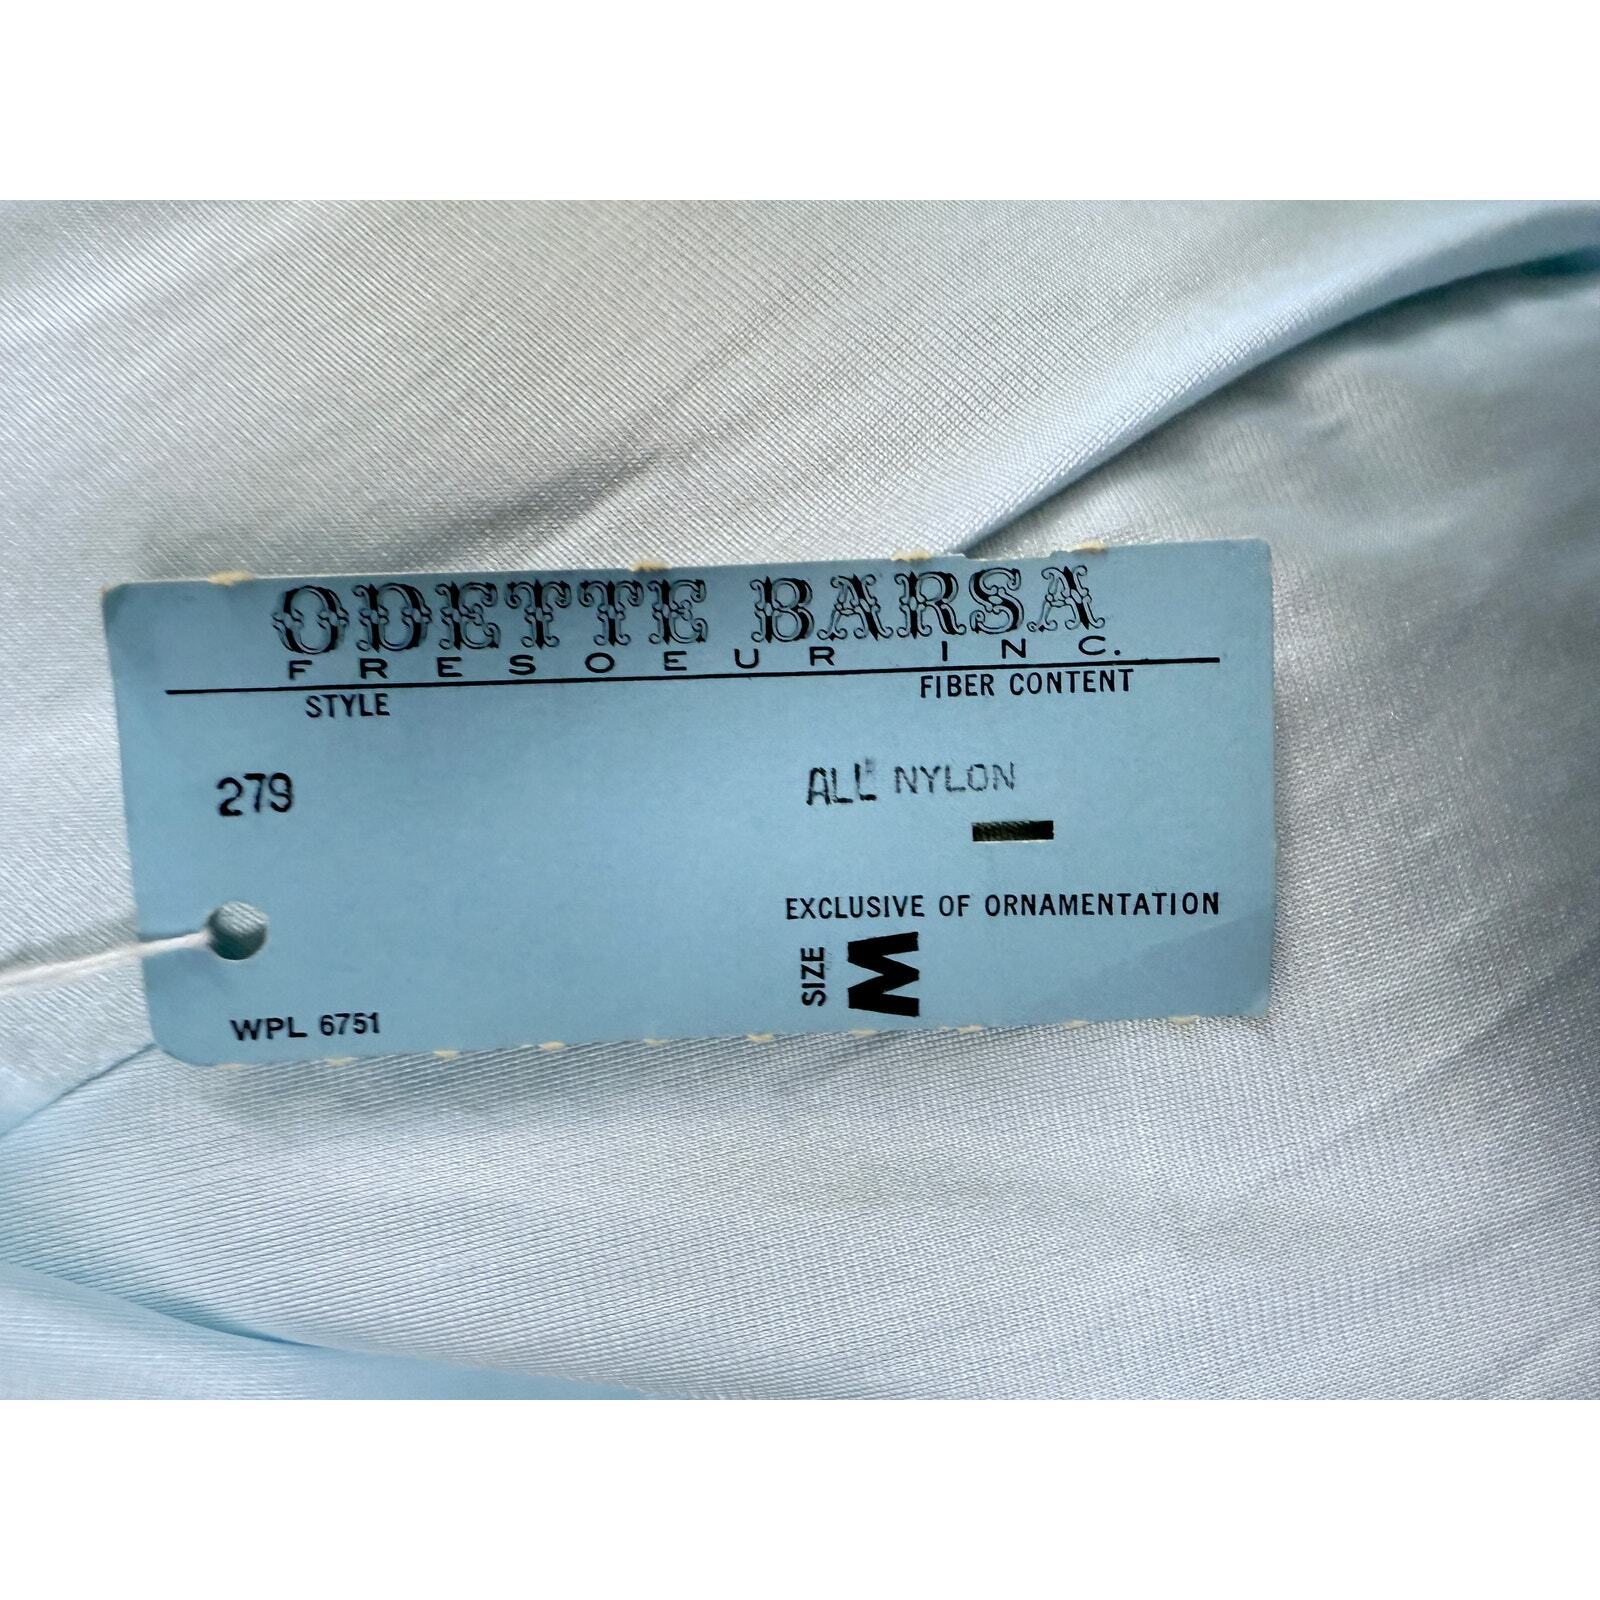 ODETTE BARSA
FRESOEUR INC.
STYLE
FIBER CONTENT
279
ALL NYLON
EXCLUSIVE OF ORNAMENTATION
SIZE M
WPL 6751